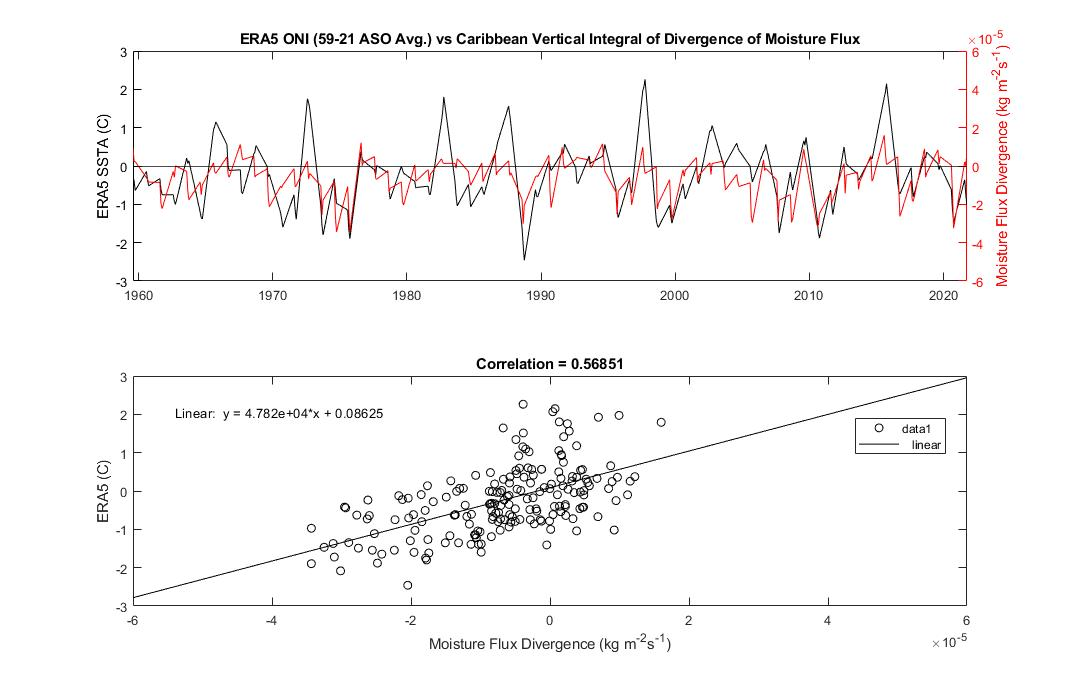 ERA5 ONI (59-21 ASO Avg.) vs Caribbean Vertical Integral of Divergence of Moisture Flux
×10^-5
3
2
1
0
-1
-2
-3
ERA5 SSTA (C)
6
4
2
0
-2
-4
-6
Moisture Flux Divergence (kg m^-2 s^-1)
1960 1970 1980 1990 2000 2010 2020
Correlation = 0.56851
3
2
1
0
-1
-2
-3
ERA5 (C)
Linear: y = 4.782e+04*x + 0.08625
data1
linear
-6 -4 -2 0 2 4 6
Moisture Flux Divergence (kg m^-2 s^-1)
×10^-5